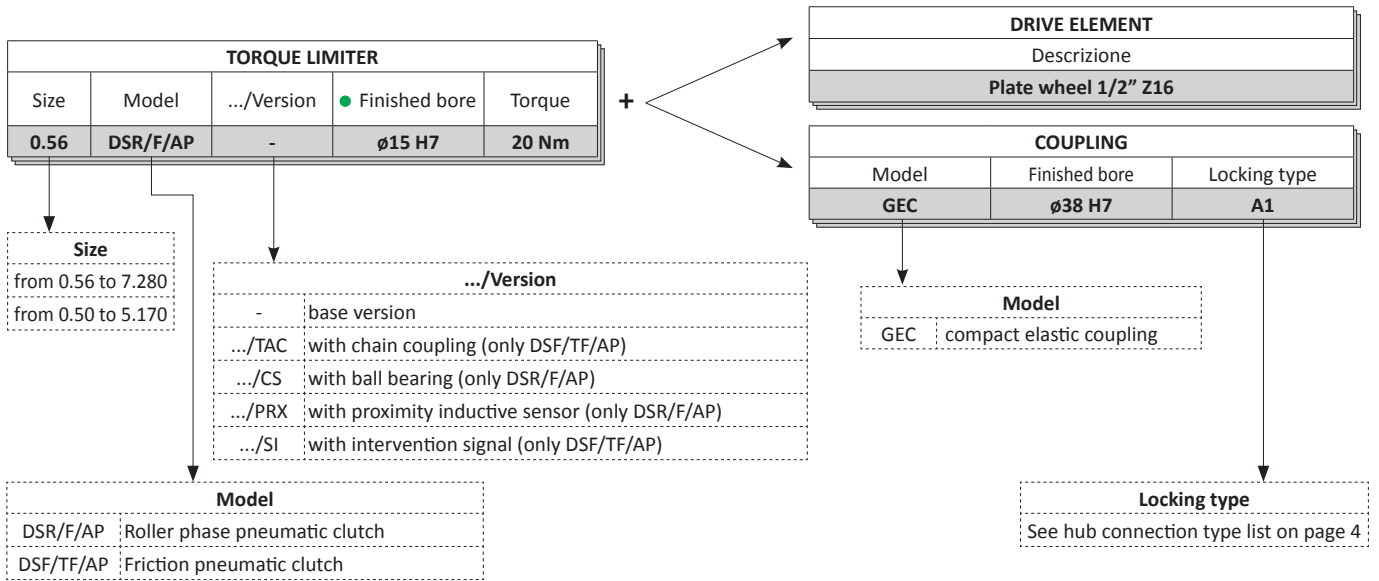 TORQUE LIMITER
Size Model .../Version ● Finished bore Torque
0.56 DSR/F/AP - ø15 H7 20 Nm
+
DRIVE ELEMENT
Descrizione
Plate wheel 1/2” Z16
COUPLING
Model Finished bore Locking type
GEC ø38 H7 A1
Size
from 0.56 to 7.280
from 0.50 to 5.170
.../Version
- base version
.../TAC with chain coupling (only DSF/TF/AP)
.../CS with ball bearing (only DSR/F/AP)
.../PRX with proximity inductive sensor (only DSR/F/AP)
.../SI with intervention signal (only DSF/TF/AP)
Model
GEC compact elastic coupling
Model
DSR/F/AP Roller phase pneumatic clutch
DSF/TF/AP Friction pneumatic clutch
Locking type
See hub connection type list on page 4